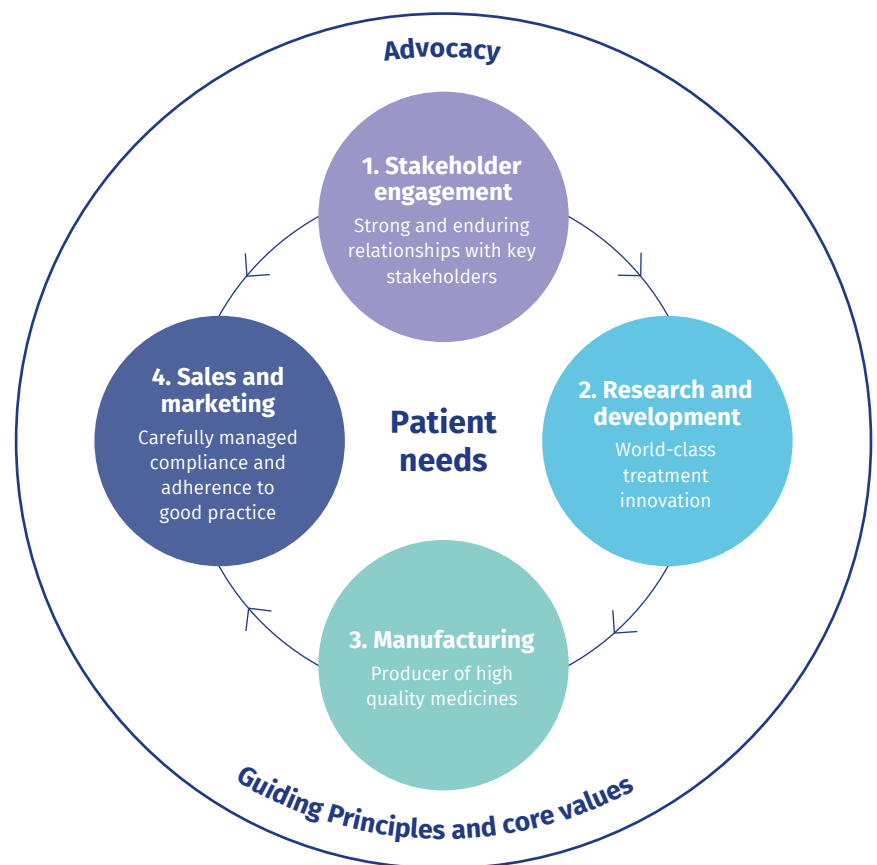 Advocacy
1. Stakeholder
engagement
Strong and enduring
relationships with key
stakeholders
2. Research and
development
World-class
treatment
innovation
3. Manufacturing
Producer of high
quality medicines
4. Sales and
marketing
Carefully managed
compliance and
adherence to
good practice
Patient
needs
Guiding Principles and core values